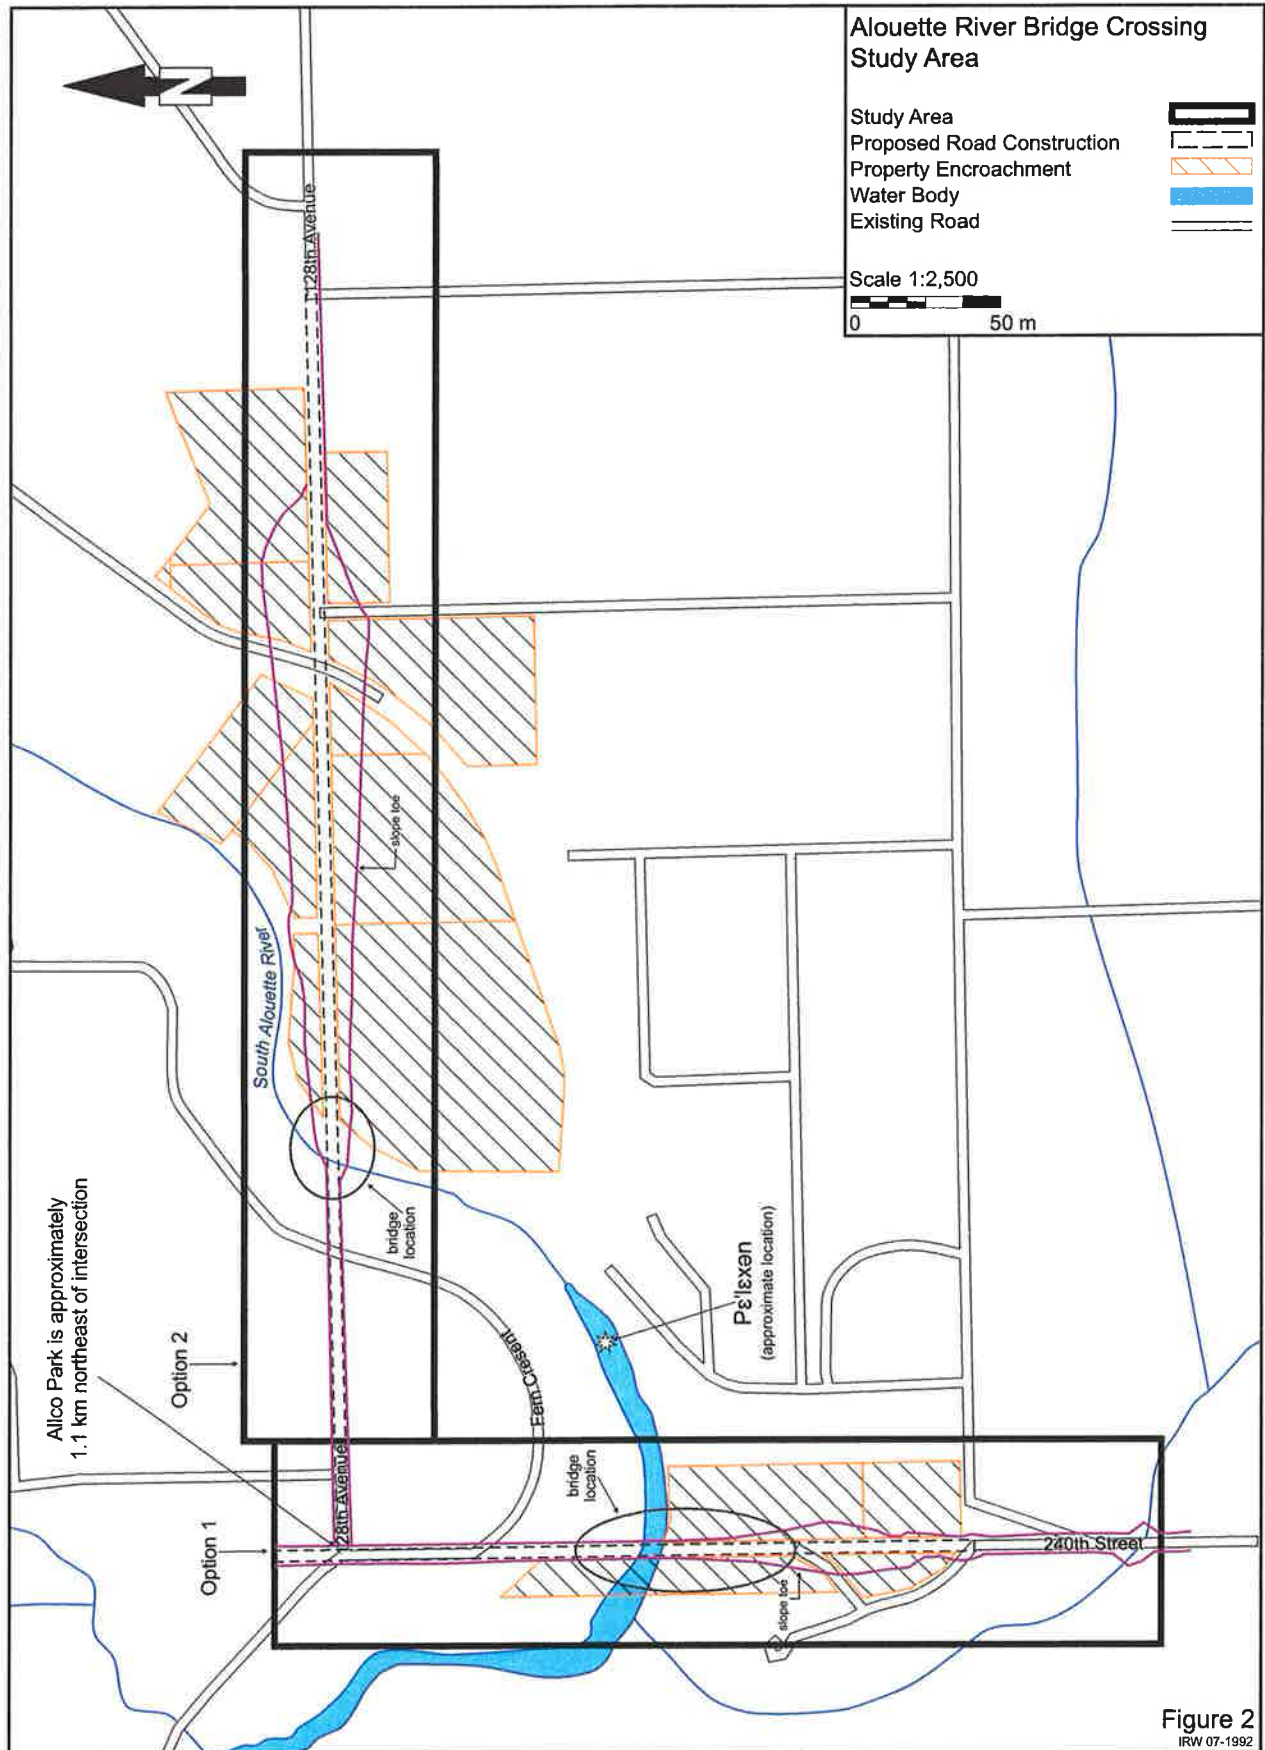 Alouette River Bridge Crossing
Study Area
Study Area
Proposed Road Construction
Property Encroachment
Water Body
Existing Road
Scale 1:2,500
0 50 m
N
128th Avenue
slope toe
South Alouette River
bridge
location
Allco Park is approximately
1.1 km northeast of intersection
Option 2
Pɛ'lɛxən
(approximate location)
Fern Cresent
128th Avenue
bridge
location
Option 1
slope toe
240th Street
Figure 2
IRW 07-1992